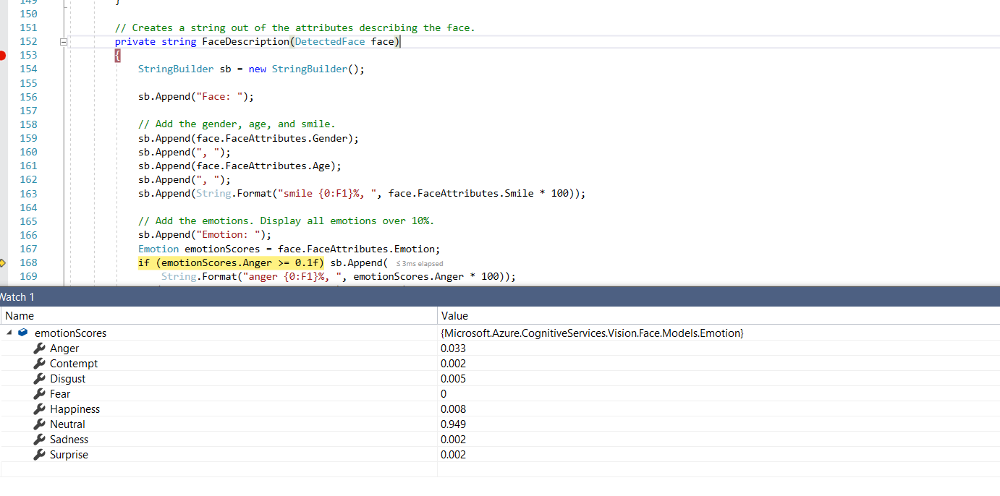 149 }
150
151 // Creates a string out of the attributes describing the face.
152 private string FaceDescription(DetectedFace face)
153 {
154 StringBuilder sb = new StringBuilder();
155
156 sb.Append("Face: ");
157
158 // Add the gender, age, and smile.
159 sb.Append(face.FaceAttributes.Gender);
160 sb.Append(", ");
161 sb.Append(face.FaceAttributes.Age);
162 sb.Append(", ");
163 sb.Append(String.Format("smile {0:F1}%, ", face.FaceAttributes.Smile * 100));
164
165 // Add the emotions. Display all emotions over 10%.
166 sb.Append("Emotion: ");
167 Emotion emotionScores = face.FaceAttributes.Emotion;
168 if (emotionScores.Anger >= 0.1f) sb.Append( ≤3ms elapsed
169 String.Format("anger {0:F1}%, ", emotionScores.Anger * 100));
Watch 1
Name Value
emotionScores {Microsoft.Azure.CognitiveServices.Vision.Face.Models.Emotion}
Anger 0.033
Contempt 0.002
Disgust 0.005
Fear 0
Happiness 0.008
Neutral 0.949
Sadness 0.002
Surprise 0.002